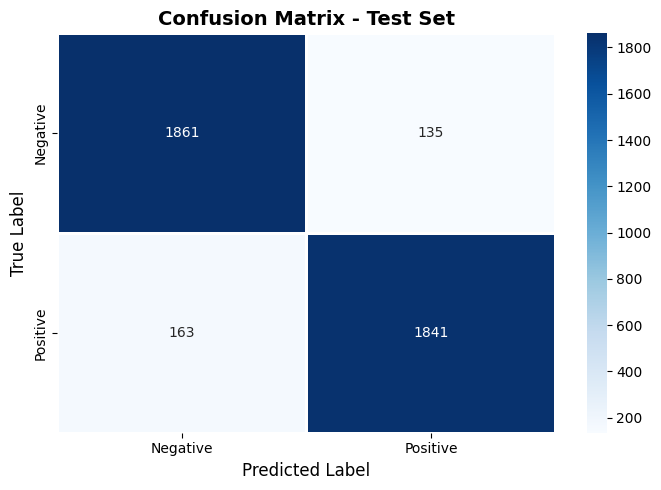 Confusion Matrix - Test Set
True Label
Negative
Positive
1861
135
163
1841
Negative
Positive
Predicted Label
1800
1600
1400
1200
1000
800
600
400
200